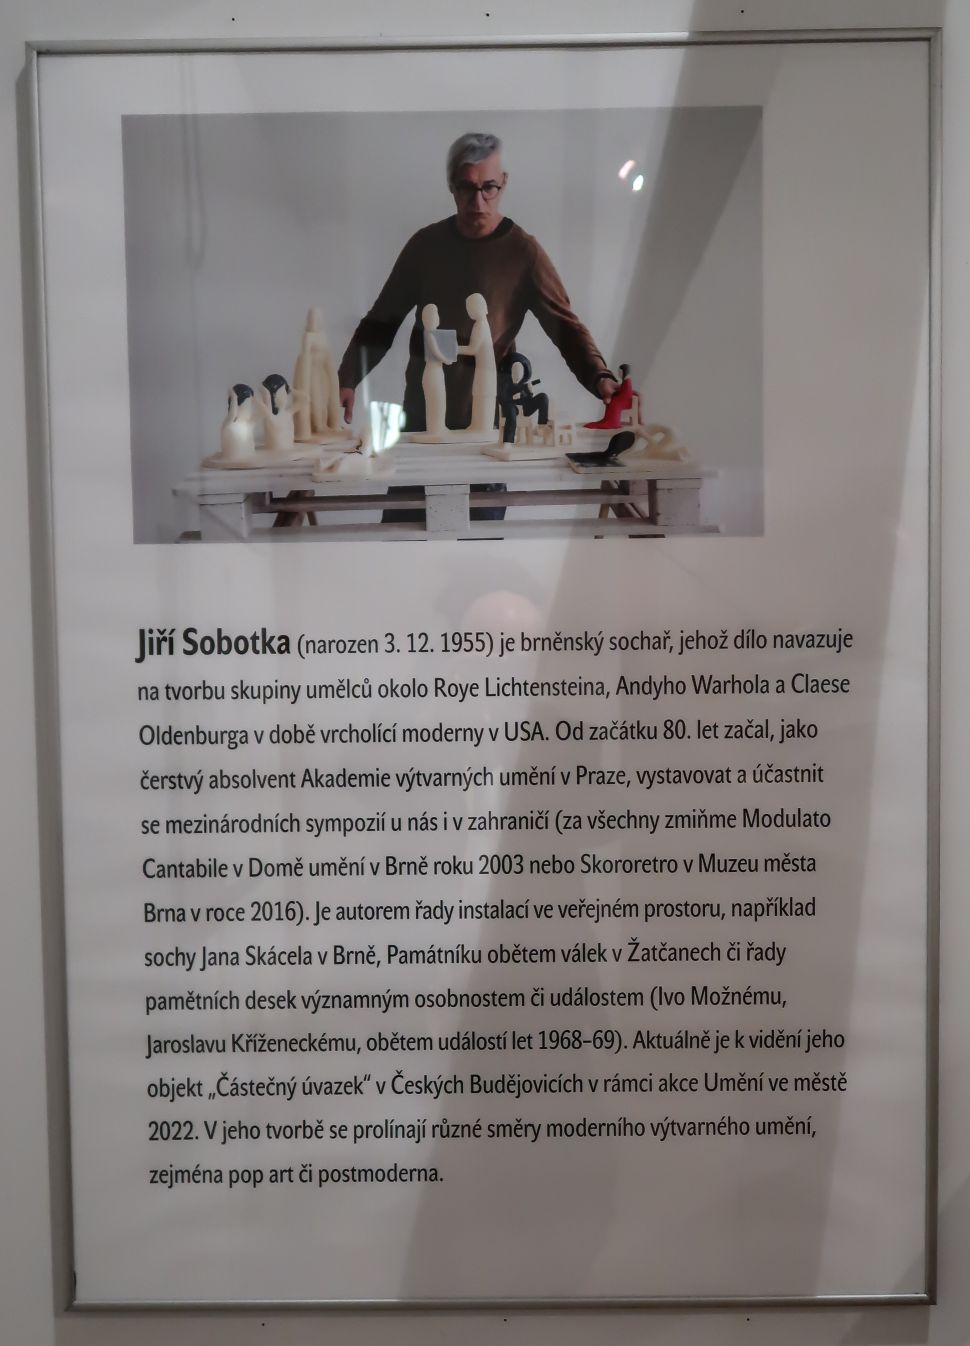 Jiří Sobotka (narozen 3. 12. 1955) je brněnský sochař, jehož dílo navazuje
na tvorbu skupiny umělců okolo Roye Lichtensteina, Andyho Warhola a Claese
Oldenburga v době vrcholící moderny v USA. Od začátku 80. let začal, jako
čerstvý absolvent Akademie výtvarných umění v Praze, vystavovat a účastnit
se mezinárodních sympozií u nás i v zahraničí (za všechny zmiňme Modulato
Cantabile v Domě umění v Brně roku 2003 nebo Skororetro v Muzeu města
Brna v roce 2016). Je autorem řady instalací ve veřejném prostoru, například
sochy Jana Skácela v Brně, Památníku obětem válek v Žatčanech či řady
pamětních desek významným osobnostem či událostem (Ivo Možnému,
Jaroslavu Kříženeckému, obětem událostí let 1968–69). Aktuálně je k vidění jeho
objekt „Částečný úvazek“ v Českých Budějovicích v rámci akce Umění ve městě
2022. V jeho tvorbě se prolínají různé směry moderního výtvarného umění,
zejména pop art či postmoderna.